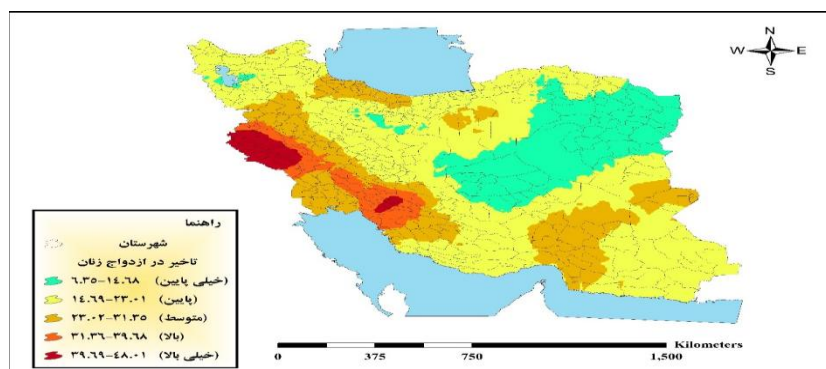 N
W E
S
راهنما
شهرستان
تاخیر در ازدواج زنان
(خیلی پایین) ۶.۳۵-۱۴.۶۸
(پایین) ۱۴.۶۹-۲۳.۰۱
(متوسط) ۲۳.۰۲-۳۱.۳۵
(بالا) ۳۱.۳۶-۳۹.۶۸
(خیلی بالا) ۳۹.۶۹-۴۸.۰۱
Kilometers
0 375 750 1,500